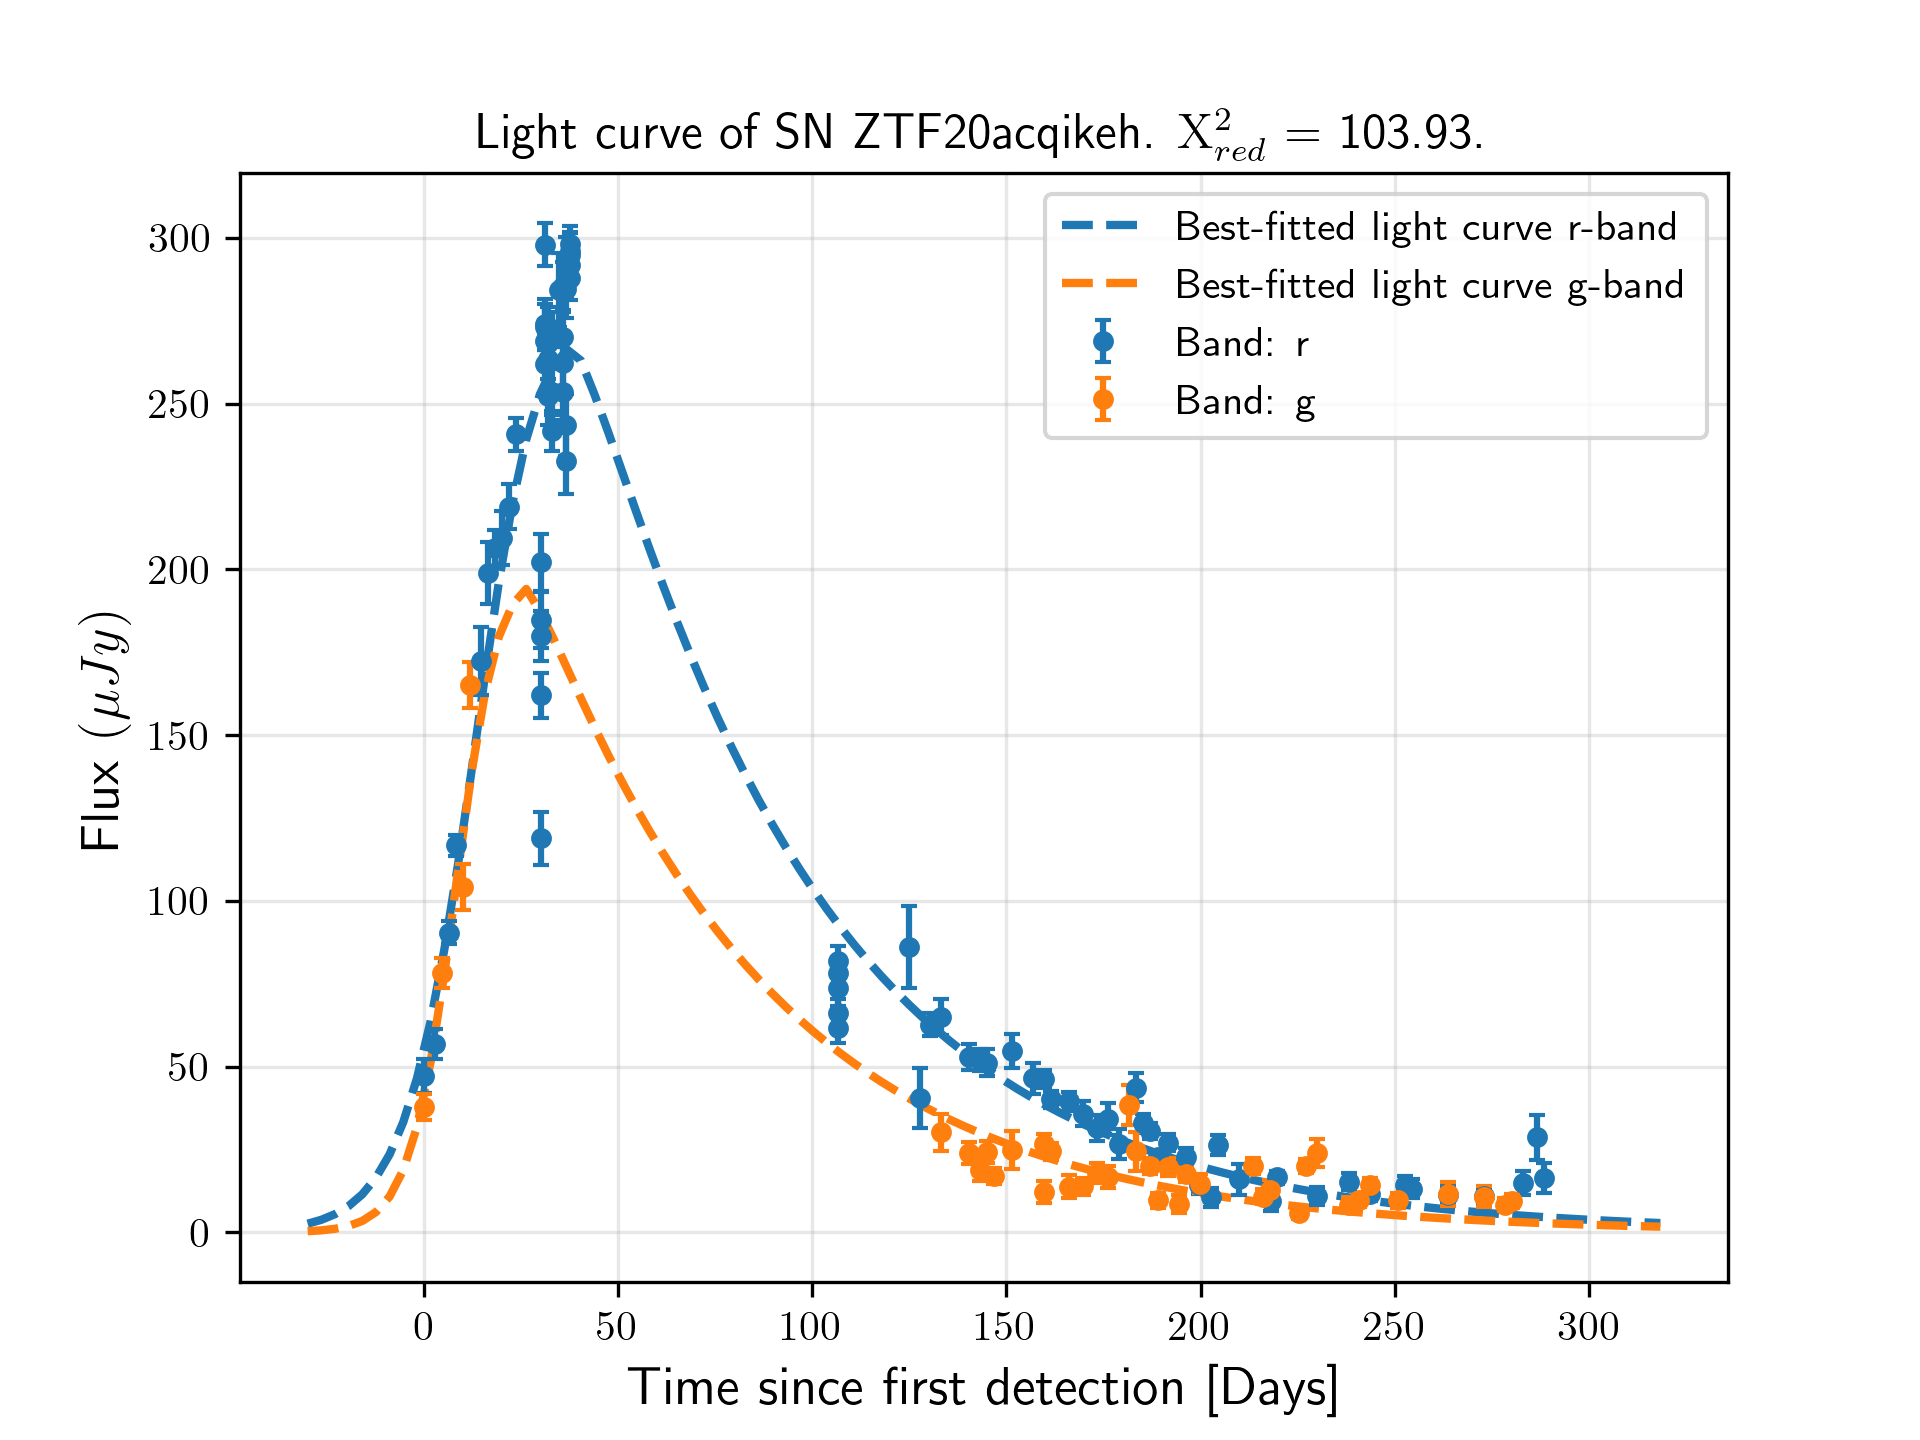 Light curve of SN ZTF20acqikeh. X²red = 103.93.
Best-fitted light curve r-band
Best-fitted light curve g-band
Band: r
Band: g
300
250
200
150
100
50
0
Flux (μJy)
0 50 100 150 200 250 300
Time since first detection [Days]